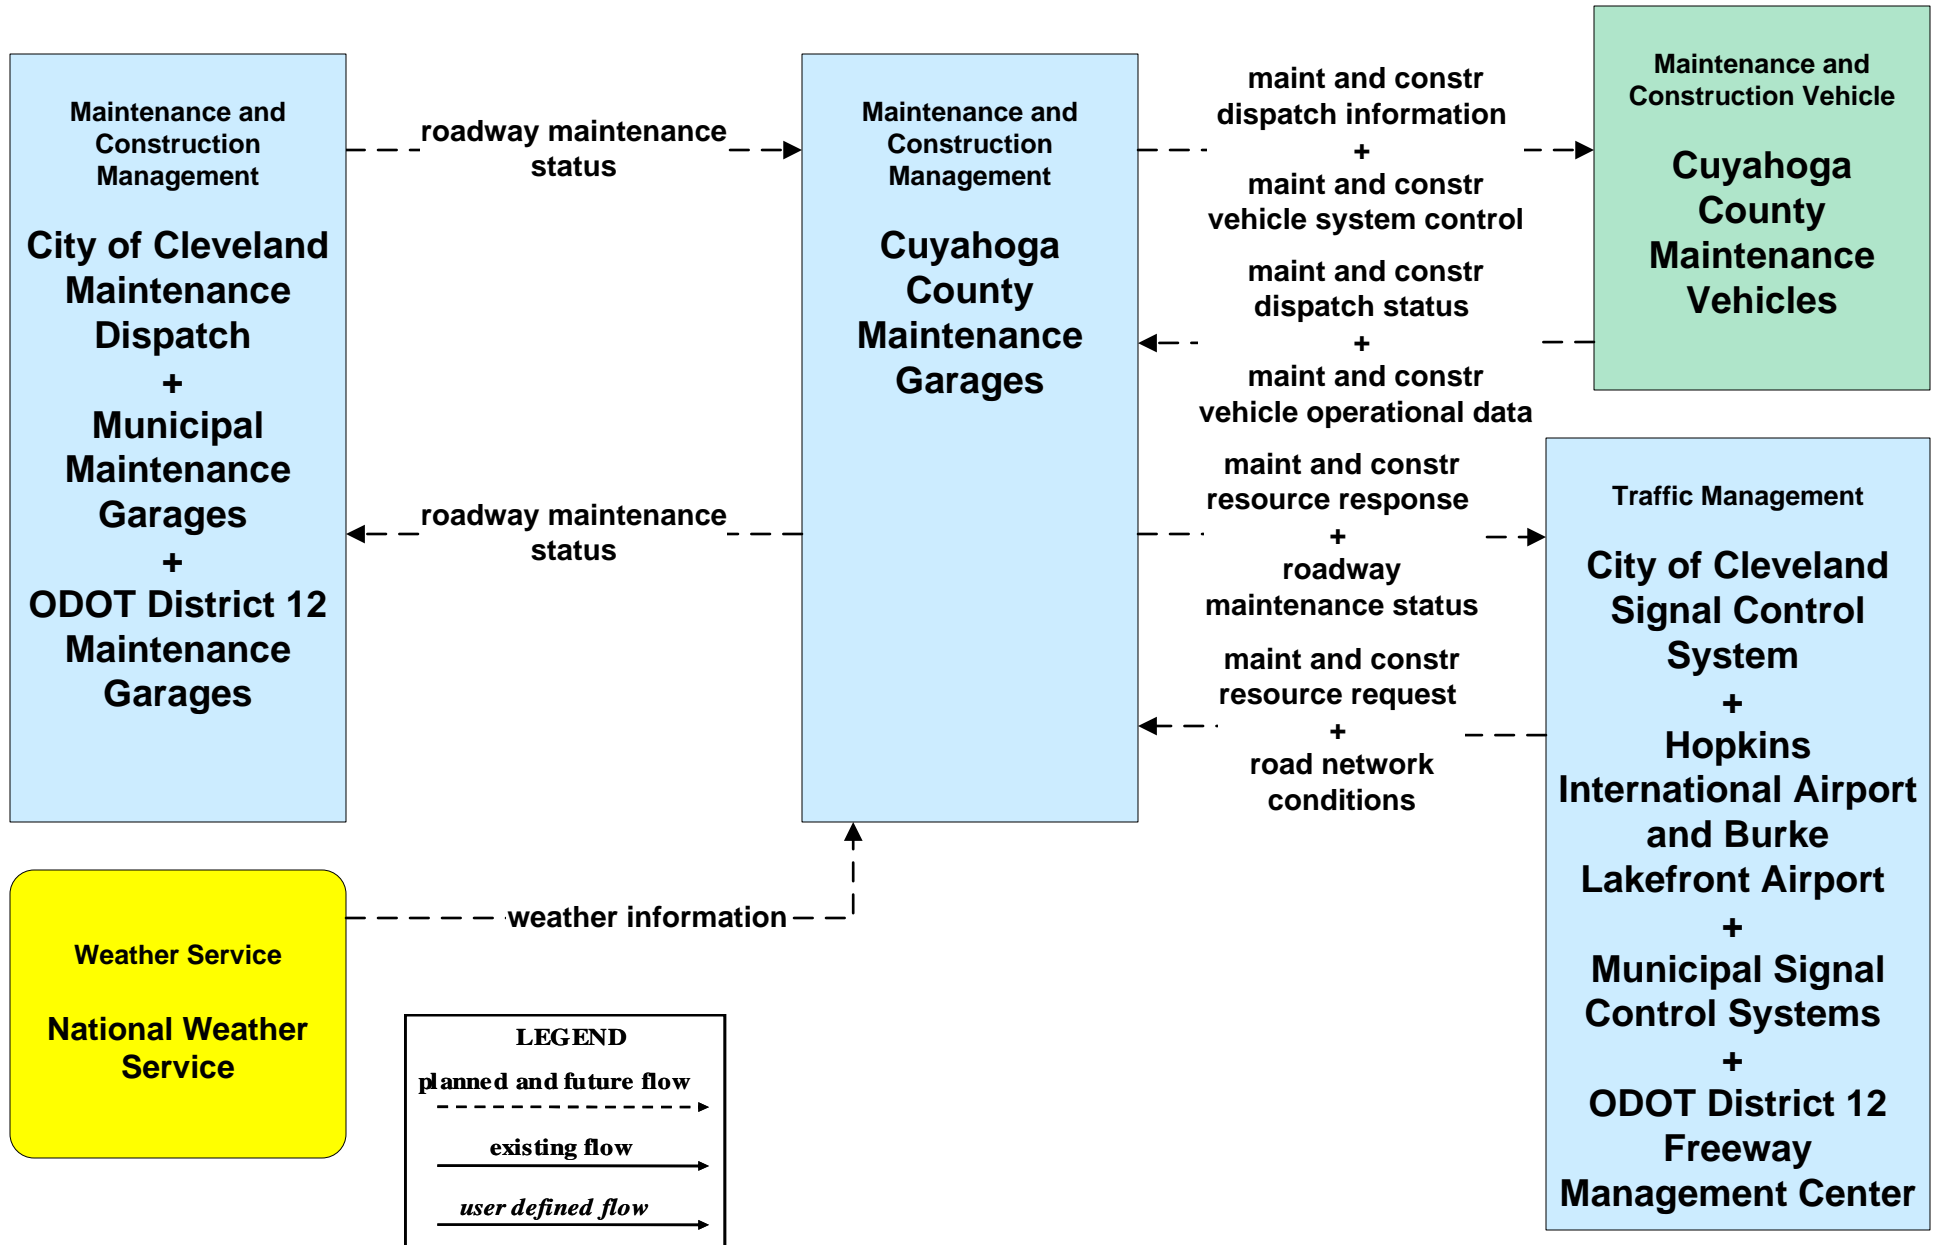 Maintenance and
Construction
Management
City of Cleveland
Maintenance
Dispatch
+
Municipal
Maintenance
Garages
+
ODOT District 12
Maintenance
Garages
roadway maintenance
status
roadway maintenance
status
Maintenance and
Construction
Management
Cuyahoga
County
Maintenance
Garages
maint and constr
dispatch information
+
maint and constr
vehicle system control
maint and constr
dispatch status
+
maint and constr
vehicle operational data
maint and constr
resource response
+
roadway
maintenance status
maint and constr
resource request
+
road network
conditions
Maintenance and
Construction Vehicle
Cuyahoga
County
Maintenance
Vehicles
Traffic Management
City of Cleveland
Signal Control
System
+
Hopkins
International Airport
and Burke
Lakefront Airport
+
Municipal Signal
Control Systems
+
ODOT District 12
Freeway
Management Center
Weather Service
National Weather
Service
weather information
LEGEND
planned and future flow
existing flow
user defined flow